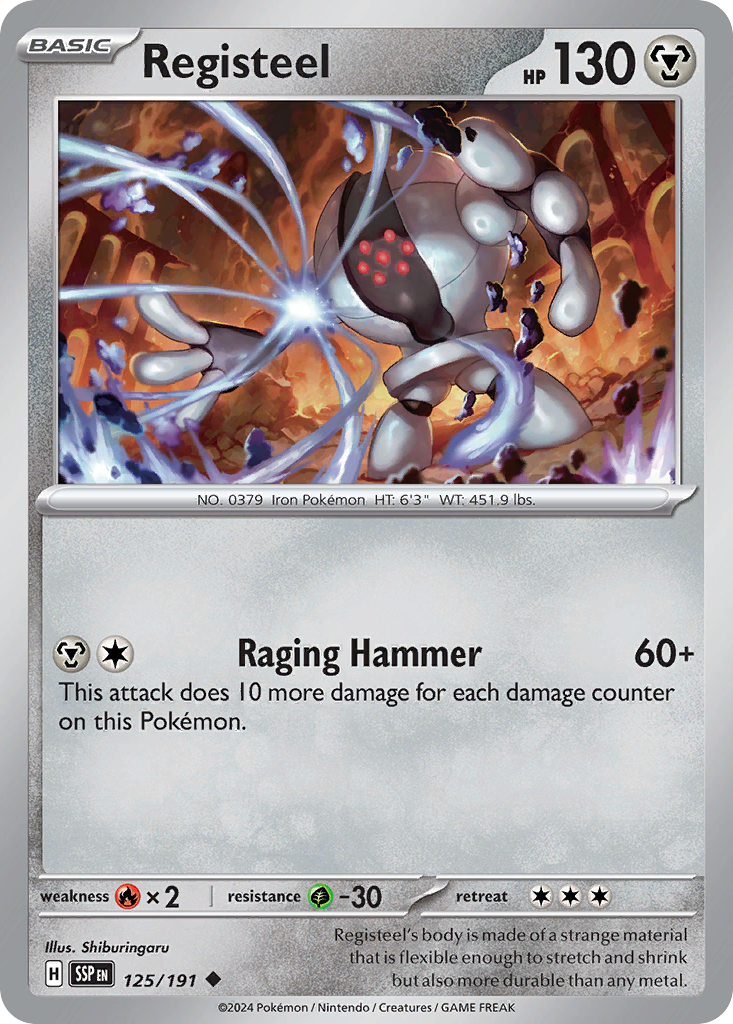 BASIC
Registeel
HP 130
NO. 0379 Iron Pokémon HT: 6'3" WT: 451.9 lbs.
Raging Hammer 60+
This attack does 10 more damage for each damage counter
on this Pokémon.
weakness ×2 resistance -30 retreat
Illus. Shiburingaru
Registeel's body is made of a strange material
that is flexible enough to stretch and shrink
but also more durable than any metal.
H SSP EN 125/191
©2024 Pokémon / Nintendo / Creatures / GAME FREAK